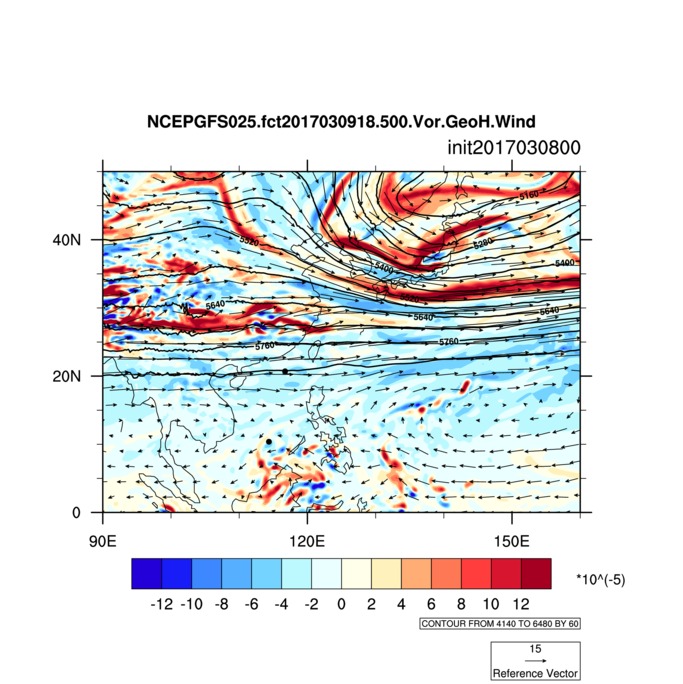 NCEPGFS025.fct2017030918.500.Vor.GeoH.Wind
init2017030800
5160
5280
5520
5400
5400
5520
5640
5640
5640
5760
5760
40N
20N
0
90E 120E 150E
-12 -10 -8 -6 -4 -2 0 2 4 6 8 10 12
*10^(-5)
CONTOUR FROM 4140 TO 6480 BY 60
15
Reference Vector